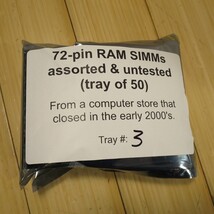 72-pin RAM SIMMs
assorted & untested
(tray of 50)
From a computer store that
closed in the early 2000's.
Tray #: 3